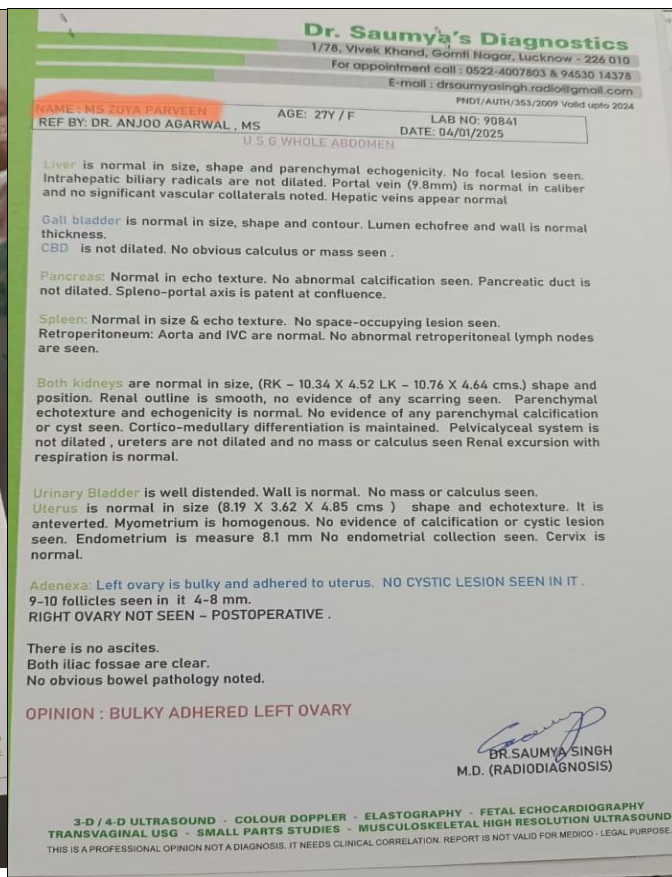 Dr. Saumya's Diagnostics
1/78, Vivek Khand, Gomti Nagar, Lucknow - 226 010
For appointment call : 0522-4007803 & 94530 14378
E-mail : drsaumyasingh.radio@gmail.com
PNDT/AUTH/353/2009 Valid upto 2024
NAME : MS ZOYA PARVEEN AGE: 27Y / F LAB NO: 90841
REF BY: DR. ANJOO AGARWAL , MS DATE: 04/01/2025
U S G WHOLE ABDOMEN
Liver is normal in size, shape and parenchymal echogenicity. No focal lesion seen.
Intrahepatic biliary radicals are not dilated. Portal vein (9.8mm) is normal in caliber
and no significant vascular collaterals noted. Hepatic veins appear normal
Gall bladder is normal in size, shape and contour. Lumen echofree and wall is normal
thickness.
CBD is not dilated. No obvious calculus or mass seen .
Pancreas: Normal in echo texture. No abnormal calcification seen. Pancreatic duct is
not dilated. Spleno-portal axis is patent at confluence.
Spleen: Normal in size & echo texture. No space-occupying lesion seen.
Retroperitoneum: Aorta and IVC are normal. No abnormal retroperitoneal lymph nodes
are seen.
Both kidneys are normal in size, (RK – 10.34 X 4.52 LK – 10.76 X 4.64 cms.) shape and
position. Renal outline is smooth, no evidence of any scarring seen. Parenchymal
echotexture and echogenicity is normal. No evidence of any parenchymal calcification
or cyst seen. Cortico-medullary differentiation is maintained. Pelvicalyceal system is
not dilated , ureters are not dilated and no mass or calculus seen Renal excursion with
respiration is normal.
Urinary Bladder is well distended. Wall is normal. No mass or calculus seen.
Uterus is normal in size (8.19 X 3.62 X 4.85 cms ) shape and echotexture. It is
anteverted. Myometrium is homogenous. No evidence of calcification or cystic lesion
seen. Endometrium is measure 8.1 mm No endometrial collection seen. Cervix is
normal.
Adenexa: Left ovary is bulky and adhered to uterus. NO CYSTIC LESION SEEN IN IT .
9-10 follicles seen in it 4-8 mm.
RIGHT OVARY NOT SEEN – POSTOPERATIVE .
There is no ascites.
Both iliac fossae are clear.
No obvious bowel pathology noted.
OPINION : BULKY ADHERED LEFT OVARY
DR.SAUMYA SINGH
M.D. (RADIODIAGNOSIS)
3-D / 4-D ULTRASOUND - COLOUR DOPPLER - ELASTOGRAPHY - FETAL ECHOCARDIOGRAPHY
TRANSVAGINAL USG - SMALL PARTS STUDIES - MUSCULOSKELETAL HIGH RESOLUTION ULTRASOUND
THIS IS A PROFESSIONAL OPINION NOT A DIAGNOSIS. IT NEEDS CLINICAL CORRELATION. REPORT IS NOT VALID FOR MEDICO - LEGAL PURPOSE.